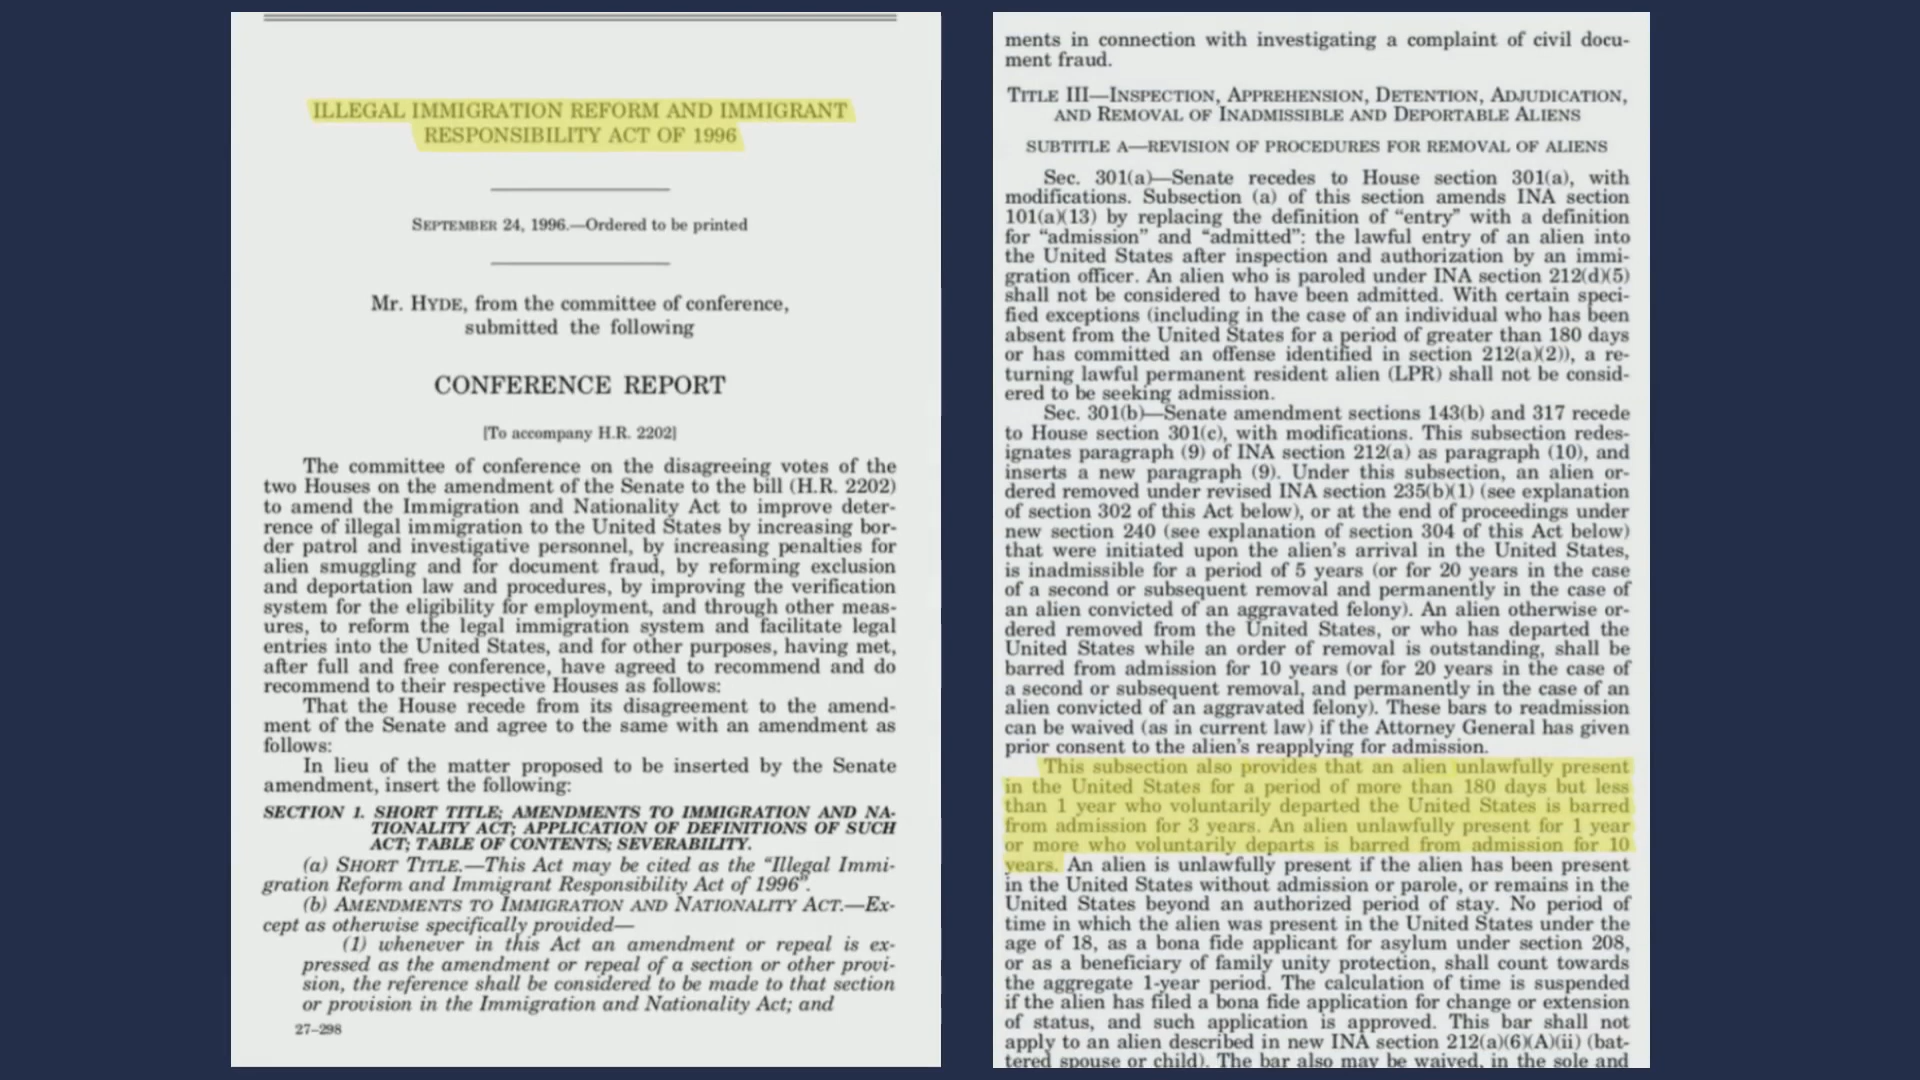 ILLEGAL IMMIGRATION REFORM AND IMMIGRANT
RESPONSIBILITY ACT OF 1996
SEPTEMBER 24, 1996.—Ordered to be printed
Mr. HYDE, from the committee of conference,
submitted the following
CONFERENCE REPORT
[To accompany H.R. 2202]
The committee of conference on the disagreeing votes of the
two Houses on the amendment of the Senate to the bill (H.R. 2202)
to amend the Immigration and Nationality Act to improve deter-
rence of illegal immigration to the United States by increasing bor-
der patrol and investigative personnel, by increasing penalties for
alien smuggling and for document fraud, by reforming exclusion
and deportation law and procedures, by improving the verification
system for the eligibility for employment, and through other meas-
ures, to reform the legal immigration system and facilitate legal
entries into the United States, and for other purposes, having met,
after full and free conference, have agreed to recommend and do
recommend to their respective Houses as follows:
That the House recede from its disagreement to the amend-
ment of the Senate and agree to the same with an amendment as
follows:
In lieu of the matter proposed to be inserted by the Senate
amendment, insert the following:
SECTION 1. SHORT TITLE; AMENDMENTS TO IMMIGRATION AND NA-
TIONALITY ACT; APPLICATION OF DEFINITIONS OF SUCH
ACT; TABLE OF CONTENTS; SEVERABILITY.
(a) SHORT TITLE.—This Act may be cited as the “Illegal Immi-
gration Reform and Immigrant Responsibility Act of 1996”.
(b) AMENDMENTS TO IMMIGRATION AND NATIONALITY ACT.—Ex-
cept as otherwise specifically provided—
(1) whenever in this Act an amendment or repeal is ex-
pressed as the amendment or repeal of a section or other provi-
sion, the reference shall be considered to be made to that section
or provision in the Immigration and Nationality Act; and
27–298
ments in connection with investigating a complaint of civil docu-
ment fraud.
TITLE III—INSPECTION, APPREHENSION, DETENTION, ADJUDICATION,
AND REMOVAL OF INADMISSIBLE AND DEPORTABLE ALIENS
SUBTITLE A—REVISION OF PROCEDURES FOR REMOVAL OF ALIENS
Sec. 301(a)—Senate recedes to House section 301(a), with
modifications. Subsection (a) of this section amends INA section
101(a)(13) by replacing the definition of “entry” with a definition
for “admission” and “admitted”: the lawful entry of an alien into
the United States after inspection and authorization by an immi-
gration officer. An alien who is paroled under INA section 212(d)(5)
shall not be considered to have been admitted. With certain speci-
fied exceptions (including in the case of an individual who has been
absent from the United States for a period of greater than 180 days
or has committed an offense identified in section 212(a)(2)), a re-
turning lawful permanent resident alien (LPR) shall not be consid-
ered to be seeking admission.
Sec. 301(b)—Senate amendment sections 143(b) and 317 recede
to House section 301(c), with modifications. This subsection redes-
ignates paragraph (9) of INA section 212(a) as paragraph (10), and
inserts a new paragraph (9). Under this subsection, an alien or-
dered removed under revised INA section 235(b)(1) (see explanation
of section 302 of this Act below), or at the end of proceedings under
new section 240 (see explanation of section 304 of this Act below)
that were initiated upon the alien’s arrival in the United States,
is inadmissible for a period of 5 years (or for 20 years in the case
of a second or subsequent removal and permanently in the case of
an alien convicted of an aggravated felony). An alien otherwise or-
dered removed from the United States, or who has departed the
United States while an order of removal is outstanding, shall be
barred from admission for 10 years (or for 20 years in the case of
a second or subsequent removal, and permanently in the case of an
alien convicted of an aggravated felony). These bars to readmission
can be waived (as in current law) if the Attorney General has given
prior consent to the alien’s reapplying for admission.
This subsection also provides that an alien unlawfully present
in the United States for a period of more than 180 days but less
than 1 year who voluntarily departed the United States is barred
from admission for 3 years. An alien unlawfully present for 1 year
or more who voluntarily departs is barred from admission for 10
years. An alien is unlawfully present if the alien has been present
in the United States without admission or parole, or remains in the
United States beyond an authorized period of stay. No period of
time in which the alien was present in the United States under the
age of 18, as a bona fide applicant for asylum under section 208,
or as a beneficiary of family unity protection, shall count towards
the aggregate 1-year period. The calculation of time is suspended
if the alien has filed a bona fide application for change or extension
of status, and such application is approved. This bar shall not
apply to an alien described in new INA section 212(a)(6)(A)(ii) (bat-
tered spouse or child). The bar also may be waived, in the sole and